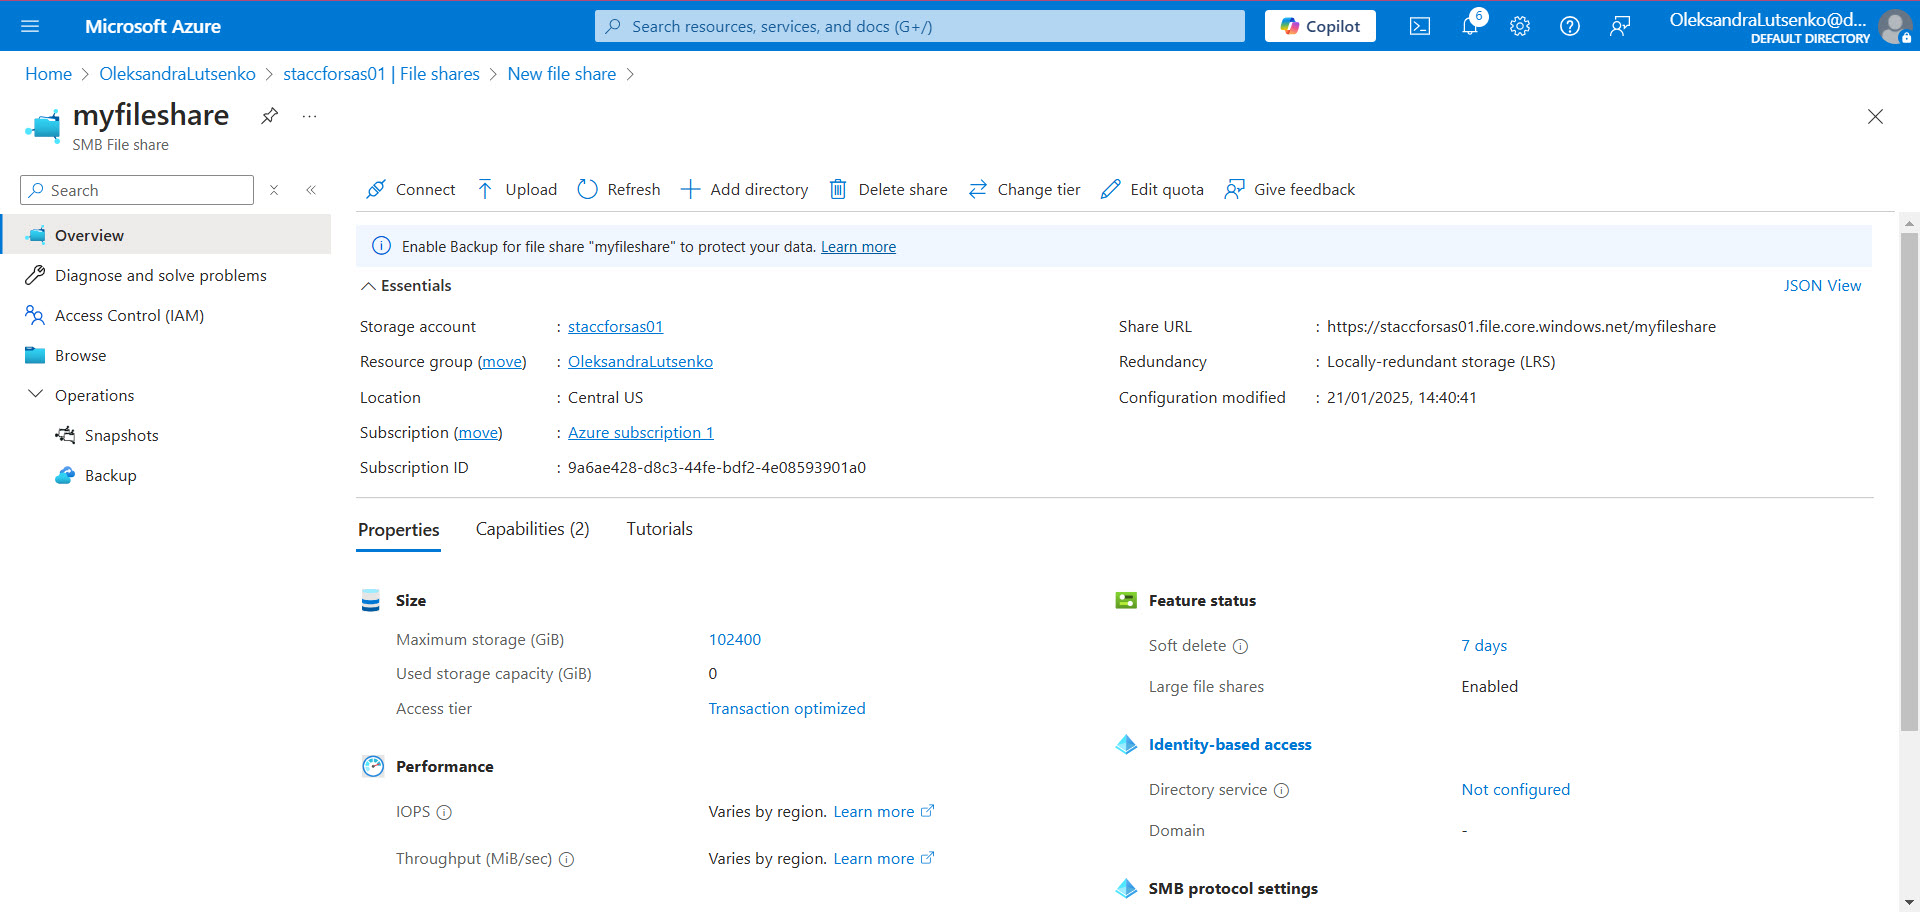 Microsoft Azure
Search resources, services, and docs (G+/)
Copilot
6
OleksandraLutsenko@d...
DEFAULT DIRECTORY
Home > OleksandraLutsenko > staccforsas01 | File shares > New file share >
myfileshare
...
SMB File share
Search
Connect
Upload
Refresh
Add directory
Delete share
Change tier
Edit quota
Give feedback
Overview
Diagnose and solve problems
Access Control (IAM)
Browse
Operations
Snapshots
Backup
Enable Backup for file share "myfileshare" to protect your data. Learn more
Essentials
JSON View
Storage account : staccforsas01
Resource group (move) : OleksandraLutsenko
Location : Central US
Subscription (move) : Azure subscription 1
Subscription ID : 9a6ae428-d8c3-44fe-bdf2-4e08593901a0
Share URL : https://staccforsas01.file.core.windows.net/myfileshare
Redundancy : Locally-redundant storage (LRS)
Configuration modified : 21/01/2025, 14:40:41
Properties
Capabilities (2)
Tutorials
Size
Maximum storage (GiB) 102400
Used storage capacity (GiB) 0
Access tier Transaction optimized
Performance
IOPS Varies by region. Learn more
Throughput (MiB/sec) Varies by region. Learn more
Feature status
Soft delete 7 days
Large file shares Enabled
Identity-based access
Directory service Not configured
Domain -
SMB protocol settings